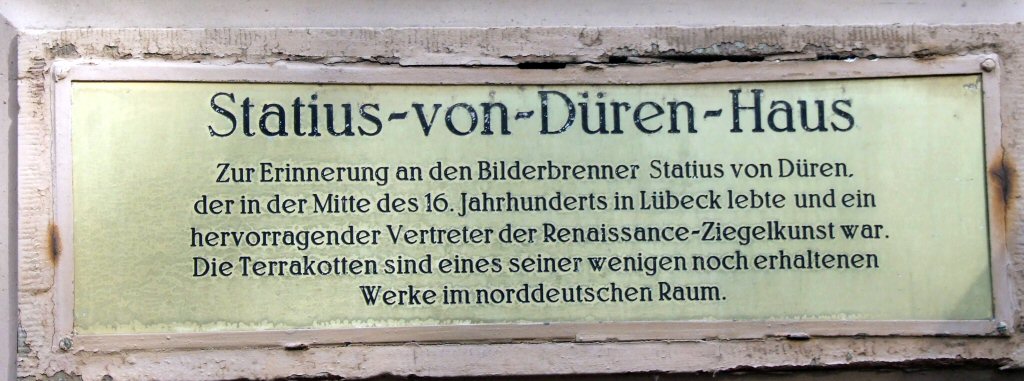 Statius-von-Düren-Haus
Zur Erinnerung an den Bilderbrenner Statius von Düren,
der in der Mitte des 16. Jahrhunderts in Lübeck lebte und ein
hervorragender Vertreter der Renaissance-Ziegelkunst war.
Die Terrakotten sind eines seiner wenigen noch erhaltenen
Werke im norddeutschen Raum.